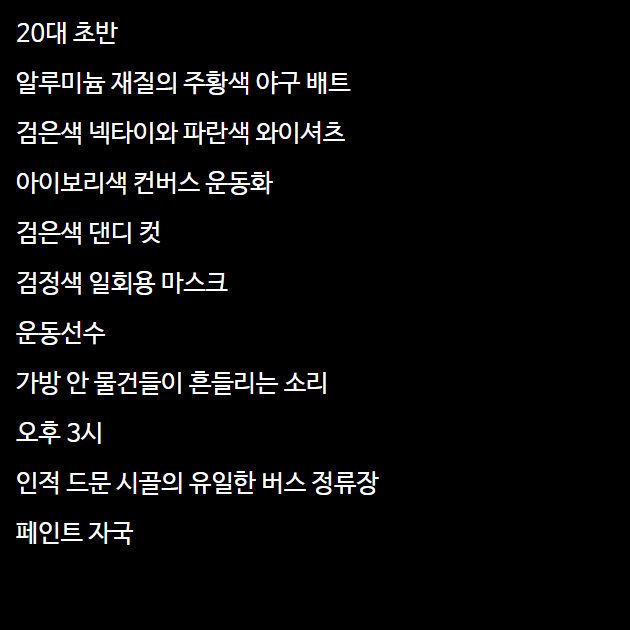 20대 초반
알루미늄 재질의 주황색 야구 배트
검은색 넥타이와 파란색 와이셔츠
아이보리색 컨버스 운동화
검은색 댄디 컷
검정색 일회용 마스크
운동선수
가방 안 물건들이 흔들리는 소리
오후 3시
인적 드문 시골의 유일한 버스 정류장
페인트 자국